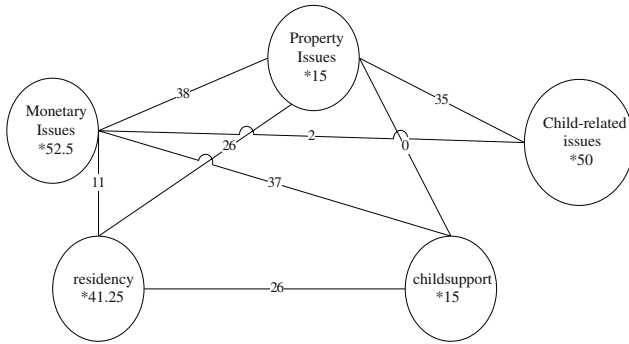 Property
Issues
*15
38
35
Monetary
Issues
*52.5
Child-related
issues
*50
2
0
26
11
37
residency
*41.25
26
childsupport
*15